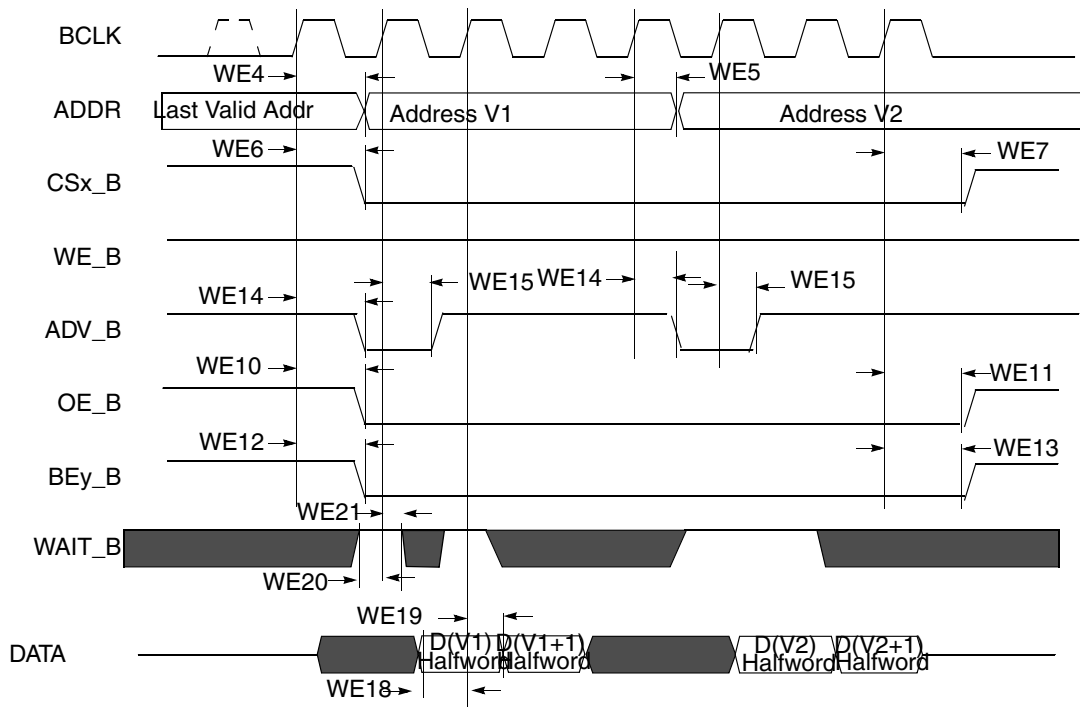 BCLK
WE4
WE5
ADDR
Last Valid Addr
Address V1
Address V2
WE6
WE7
CSx_B
WE_B
WE14
WE15
WE14
WE15
ADV_B
WE10
WE11
OE_B
WE12
WE13
BEy_B
WE21
WAIT_B
WE20
WE19
DATA
D(V1)
Halfword
D(V1+1)
Halfword
D(V2)
Halfword
D(V2+1)
Halfword
WE18